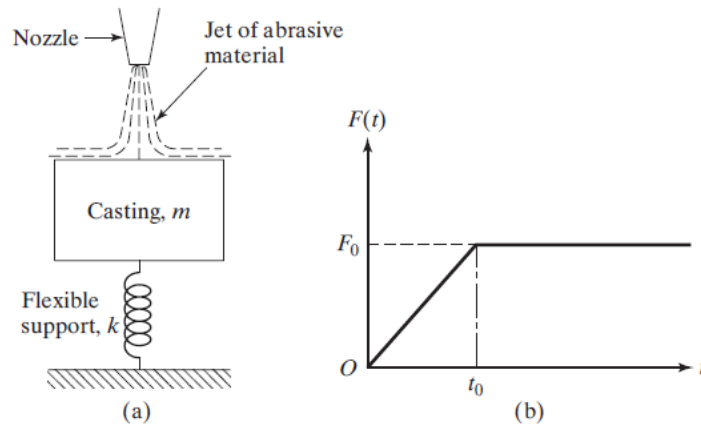 Nozzle
Jet of abrasive
material
Casting, m
Flexible
support, k
(a)
F(t)
F₀
O
t₀
(b)